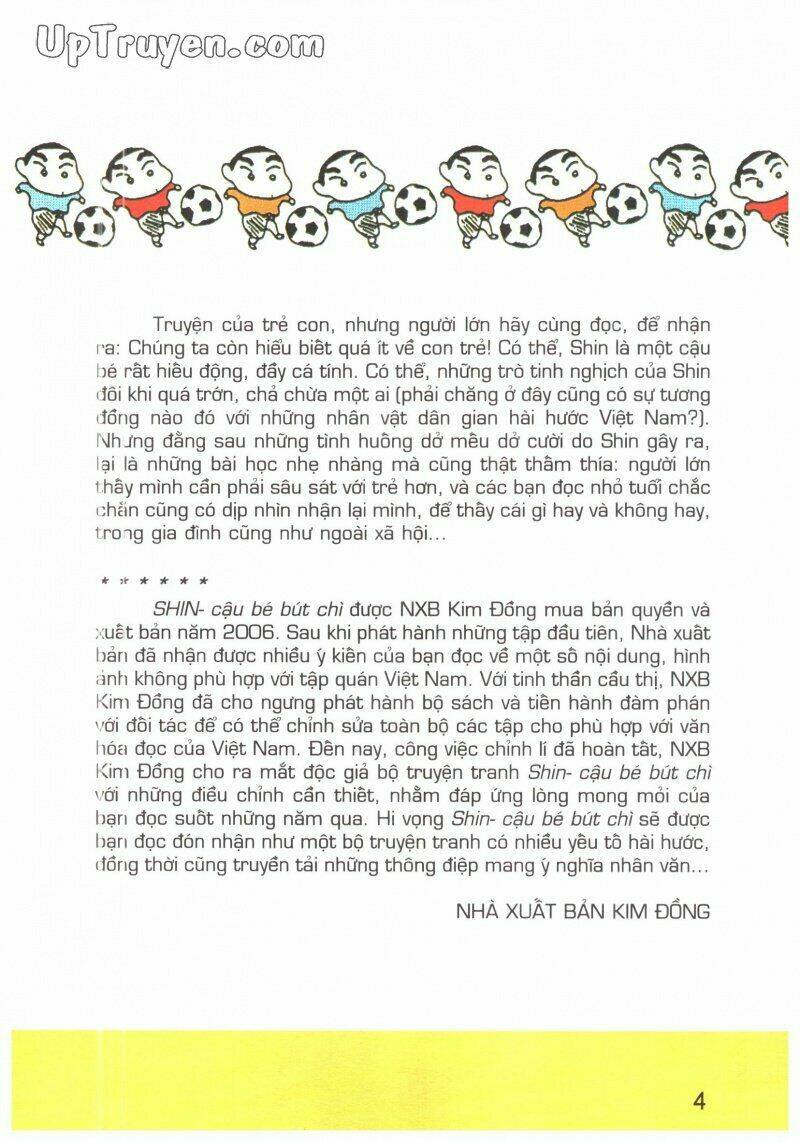 UpTruyen.com
Truyện của trẻ con, nhưng người lớn hãy cùng đọc, để nhận
ra: Chúng ta còn hiểu biết quá ít về con trẻ! Có thể, Shin là một cậu
bé rất hiếu động, đầy cá tính. Có thể, những trò tinh nghịch của Shin
đôi khi quá trớn, chả chừa một ai (phải chăng ở đây cũng có sự tương
đồng nào đó với những nhân vật dân gian hài hước Việt Nam?).
Nhưng đằng sau những tình huống dở mếu dở cười do Shin gây ra,
lại là những bài học nhẹ nhàng mà cũng thật thấm thía: người lớn
thấy mình cần phải sâu sát với trẻ hơn, và các bạn đọc nhỏ tuổi chắc
chắn cũng có dịp nhìn nhận lại mình, để thấy cái gì hay và không hay,
trong gia đình cũng như ngoài xã hội...
* * * * * *
SHIN- cậu bé bút chì được NXB Kim Đồng mua bản quyền và
xuất bản năm 2006. Sau khi phát hành những tập đầu tiên, Nhà xuất
bản đã nhận được nhiều ý kiến của bạn đọc về một số nội dung, hình
ảnh không phù hợp với tập quán Việt Nam. Với tinh thần cầu thị, NXB
Kim Đồng đã cho ngưng phát hành bộ sách và tiến hành đàm phán
với đối tác để có thể chỉnh sửa toàn bộ các tập cho phù hợp với văn
hóa đọc của Việt Nam. Đến nay, công việc chỉnh lí đã hoàn tất, NXB
Kim Đồng cho ra mắt độc giả bộ truyện tranh Shin- cậu bé bút chì
với những điều chỉnh cần thiết, nhằm đáp ứng lòng mong mỏi của
bạn đọc suốt những năm qua. Hi vọng Shin- cậu bé bút chì sẽ được
bạn đọc đón nhận như một bộ truyện tranh có nhiều yếu tố hài hước,
đồng thời cũng truyền tải những thông điệp mang ý nghĩa nhân văn...
NHÀ XUẤT BẢN KIM ĐỒNG
4